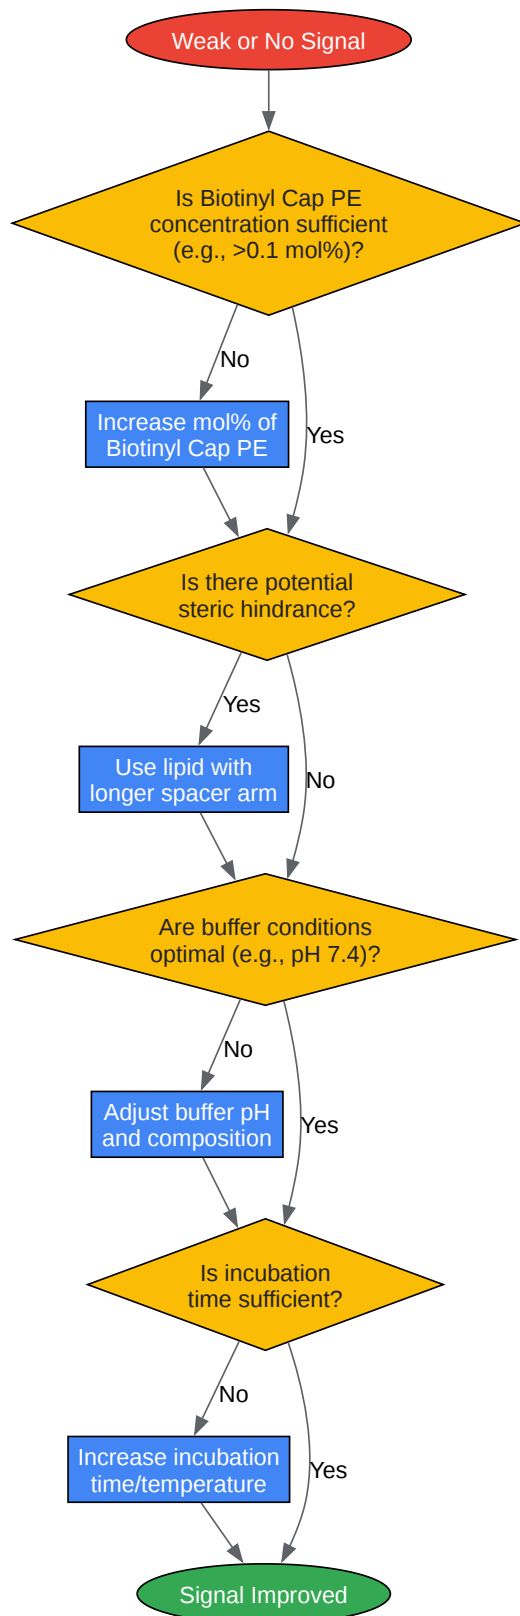 Weak or No Signal
Is Biotinyl Cap PE
concentration sufficient
(e.g., >0.1 mol%)?
No
Yes
Increase mol% of
Biotinyl Cap PE
Is there potential
steric hindrance?
Yes
No
Use lipid with
longer spacer arm
Are buffer conditions
optimal (e.g., pH 7.4)?
No
Yes
Adjust buffer pH
and composition
Is incubation
time sufficient?
No
Yes
Increase incubation
time/temperature
Signal Improved